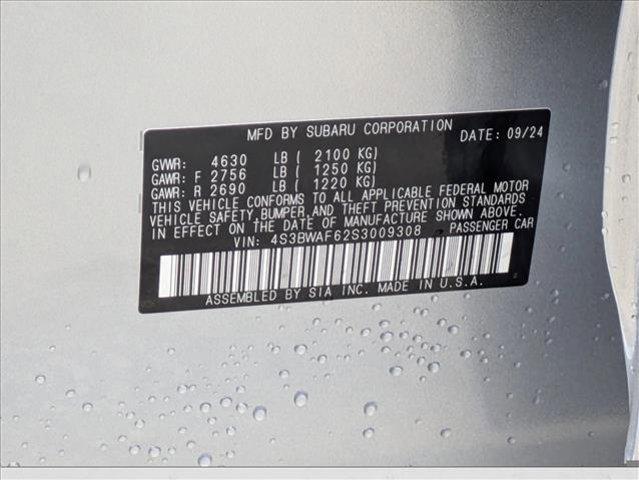 MFD BY SUBARU CORPORATION DATE: 09/24
GVWR: 4630 LB ( 2100 KG)
GAWR: F 2756 LB ( 1250 KG)
GAWR: R 2690 LB ( 1220 KG)
THIS VEHICLE CONFORMS TO ALL APPLICABLE FEDERAL MOTOR
VEHICLE SAFETY, BUMPER, AND THEFT PREVENTION STANDARDS
IN EFFECT ON THE DATE OF MANUFACTURE SHOWN ABOVE.
VIN: 4S3BWAF62S3009308 PASSENGER CAR
ASSEMBLED BY SIA INC. MADE IN U.S.A.